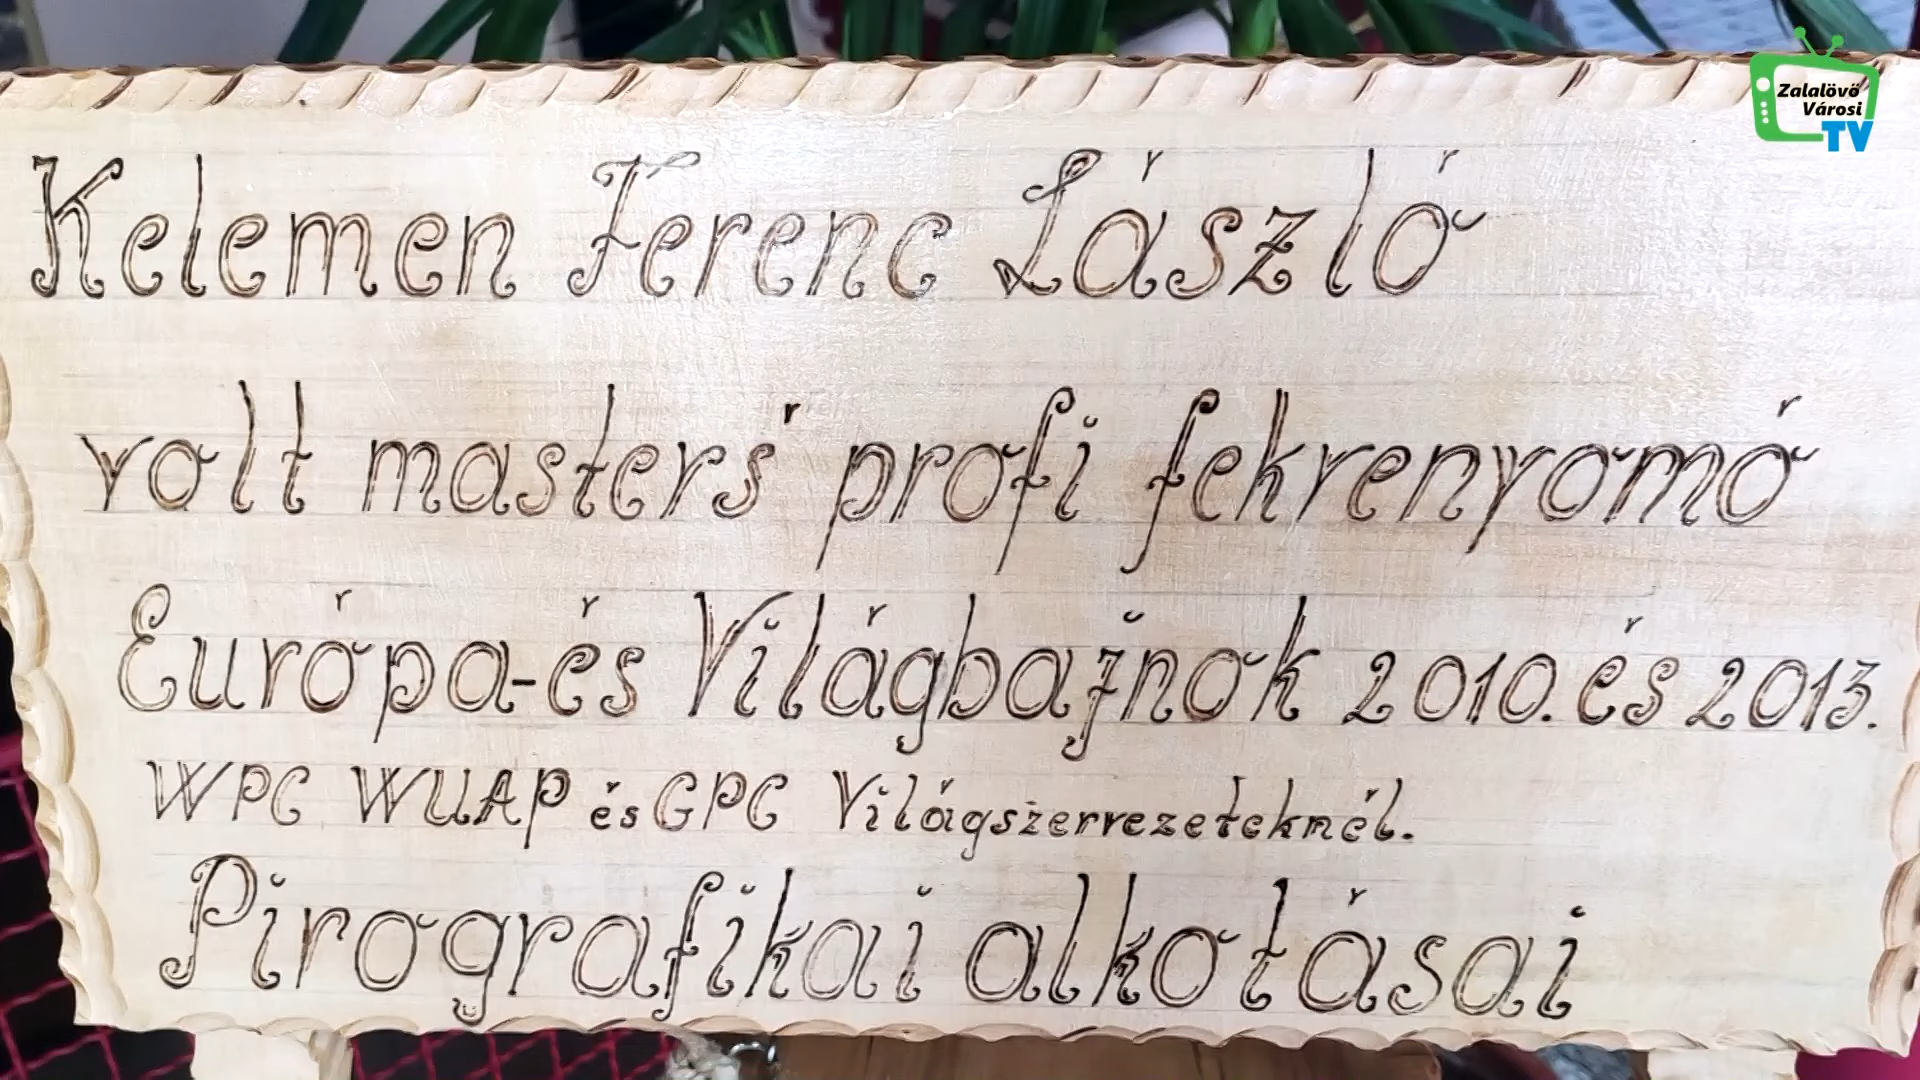 Zalalövő
Városi
TV
Kelemen Ferenc László
volt masters' profi fekvenyomó
Európa-és Világbajnok 2010. és 2013.
WPC WUAP és GPC Világszervezeteknél.
Pirografikai alkotásai